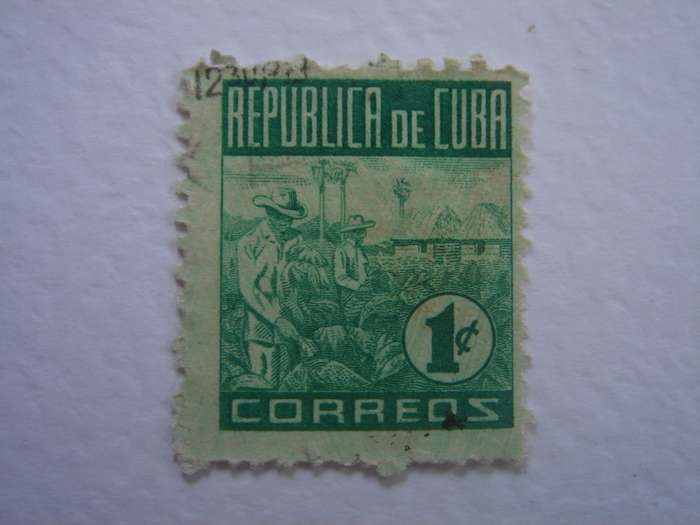 REPUBLICA DE CUBA
1¢
CORREOS